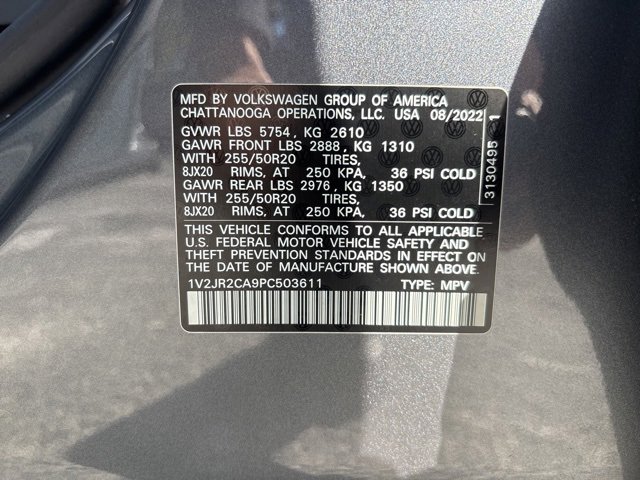 MFD BY VOLKSWAGEN GROUP OF AMERICA
CHATTANOOGA OPERATIONS, LLC. USA 08/2022
GVWR LBS 5754, KG 2610
GAWR FRONT LBS 2888, KG 1310
WITH 255/50R20 TIRES,
8JX20 RIMS, AT 250 KPA, 36 PSI COLD
GAWR REAR LBS 2976, KG 1350
WITH 255/50R20 TIRES,
8JX20 RIMS, AT 250 KPA, 36 PSI COLD
THIS VEHICLE CONFORMS TO ALL APPLICABLE
U.S. FEDERAL MOTOR VEHICLE SAFETY AND
THEFT PREVENTION STANDARDS IN EFFECT ON
THE DATE OF MANUFACTURE SHOWN ABOVE.
1V2JR2CA9PC503611 TYPE: MPV
3130495 1